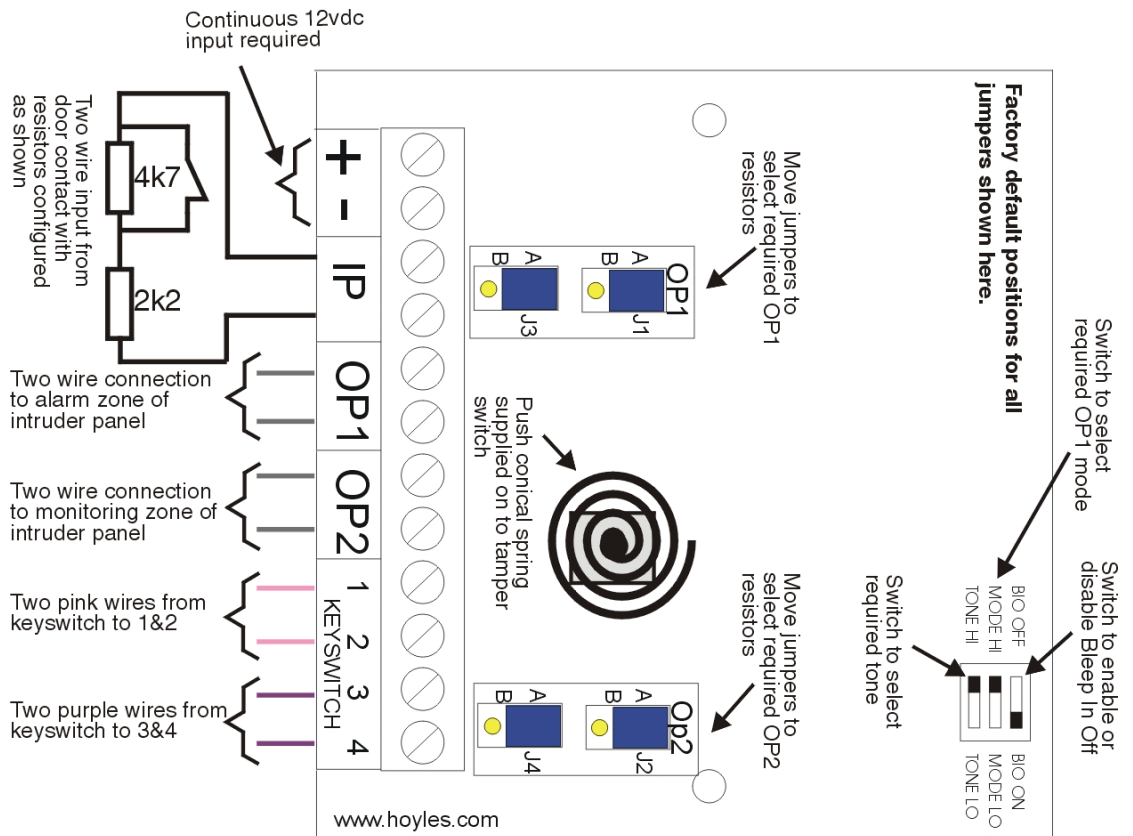 Continuous 12vdc
input required
Two wire input from
door contact with
resistors configured
as shown
4k7
2k2
+
-
IP
OP1
OP2
1
2
3
4
KEYSWITCH
Two wire connection
to alarm zone of
intruder panel
Two wire connection
to monitoring zone of
intruder panel
Two pink wires from
keyswitch to 1&2
Two purple wires from
keyswitch to 3&4
Factory default positions for all
jumpers shown here.
Move jumpers to
select required OP1
resistors
OP1
A
B
J1
A
B
J3
Push conical spring
supplied on to tamper
switch
Move jumpers to
select required OP2
resistors
Op2
A
B
J2
A
B
J4
Switch to select
required OP1 mode
Switch to enable or
disable Bleep In Off
Switch to select
required tone
BIO OFF
MODE HI
TONE HI
BIO ON
MODE LO
TONE LO
www.hoyles.com